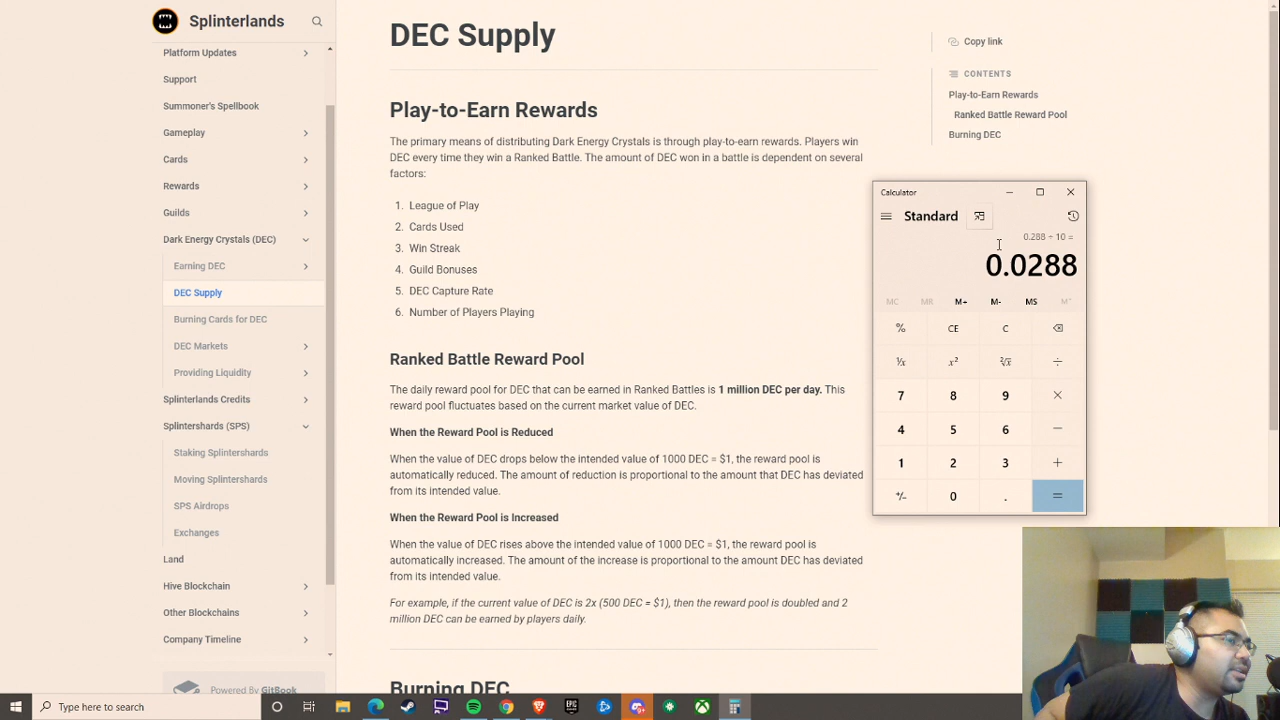 Splinterlands
Platform Updates
Support
Summoner's Spellbook
Gameplay
Cards
Rewards
Guilds
Dark Energy Crystals (DEC)
Earning DEC
DEC Supply
Burning Cards for DEC
DEC Markets
Providing Liquidity
Splinterlands Credits
Splintershards (SPS)
Staking Splintershards
Moving Splintershards
SPS Airdrops
Exchanges
Land
Hive Blockchain
Other Blockchains
Company Timeline
Powered By GitBook
DEC Supply
Play-to-Earn Rewards
The primary means of distributing Dark Energy Crystals is through play-to-earn rewards. Players win
DEC every time they win a Ranked Battle. The amount of DEC won in a battle is dependent on several
factors:
1. League of Play
2. Cards Used
3. Win Streak
4. Guild Bonuses
5. DEC Capture Rate
6. Number of Players Playing
Ranked Battle Reward Pool
The daily reward pool for DEC that can be earned in Ranked Battles is 1 million DEC per day. This
reward pool fluctuates based on the current market value of DEC.
When the Reward Pool is Reduced
When the value of DEC drops below the intended value of 1000 DEC = $1, the reward pool is
automatically reduced. The amount of reduction is proportional to the amount that DEC has deviated
from its intended value.
When the Reward Pool is Increased
When the value of DEC rises above the intended value of 1000 DEC = $1, the reward pool is
automatically increased. The amount of the increase is proportional to the amount DEC has deviated
from its intended value.
For example, if the current value of DEC is 2x (500 DEC = $1), then the reward pool is doubled and 2
million DEC can be earned by players daily.
Burning DEC
Copy link
CONTENTS
Play-to-Earn Rewards
Ranked Battle Reward Pool
Burning DEC
Calculator
Standard
0.288 ÷ 10 =
0.0288
MC MR M+ M- MS M˅
% CE C ⌫
¹/x x² ²√x ÷
7 8 9 ×
4 5 6 −
1 2 3 +
+/− 0 . =
Type here to search